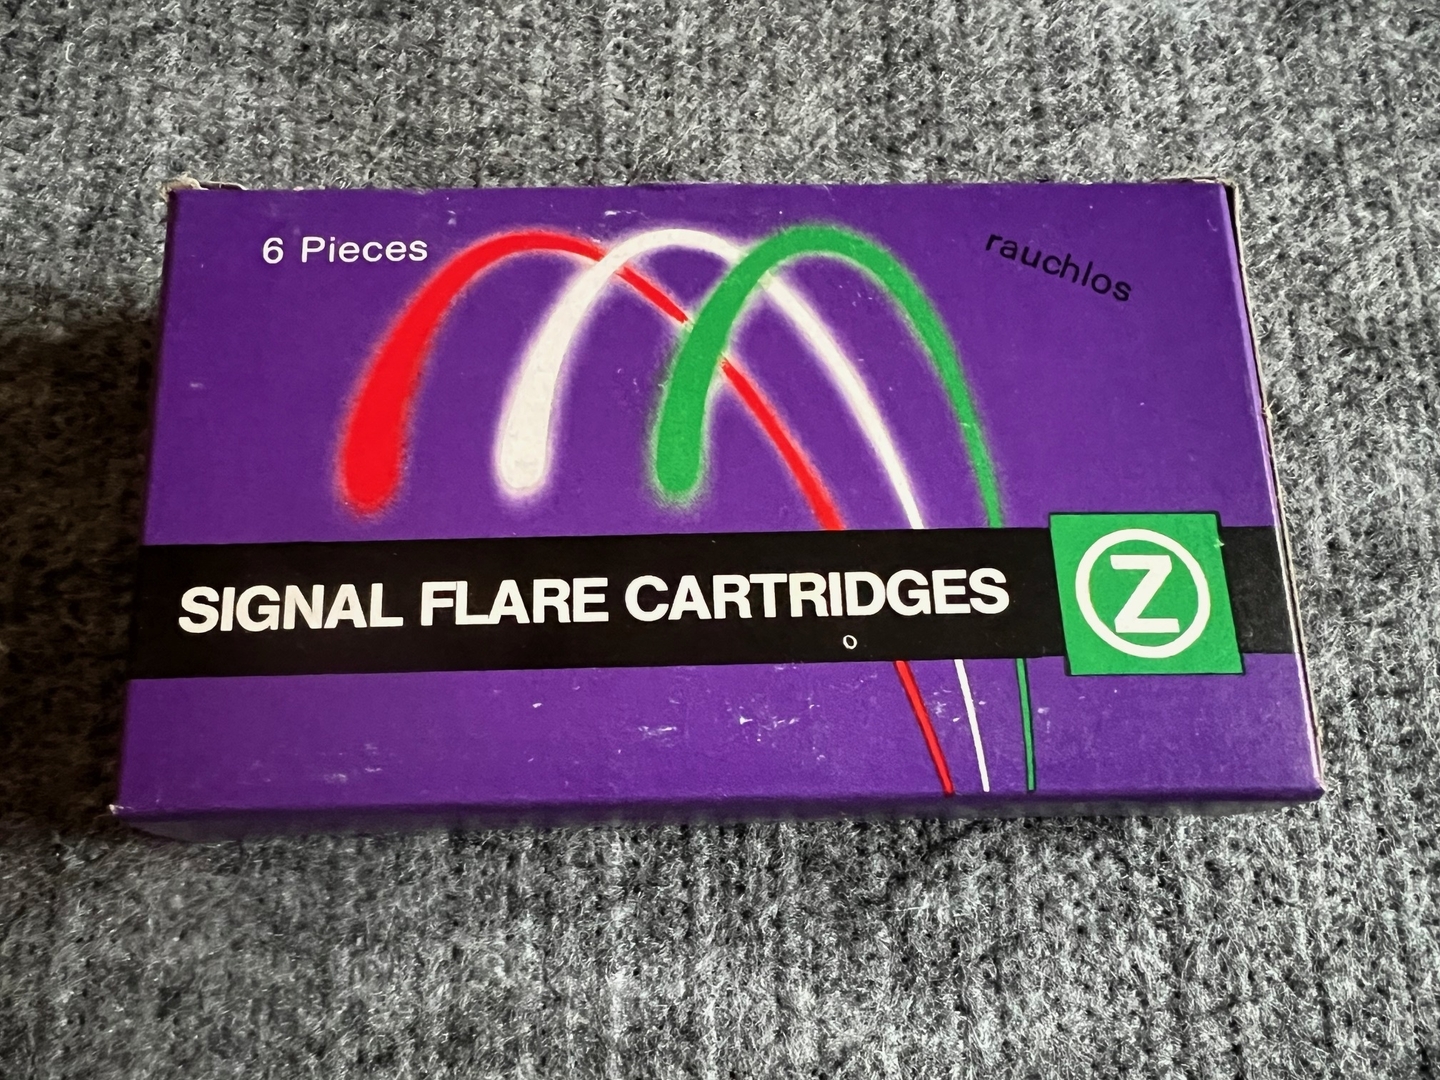 6 Pieces
rauchlos
SIGNAL FLARE CARTRIDGES
Z